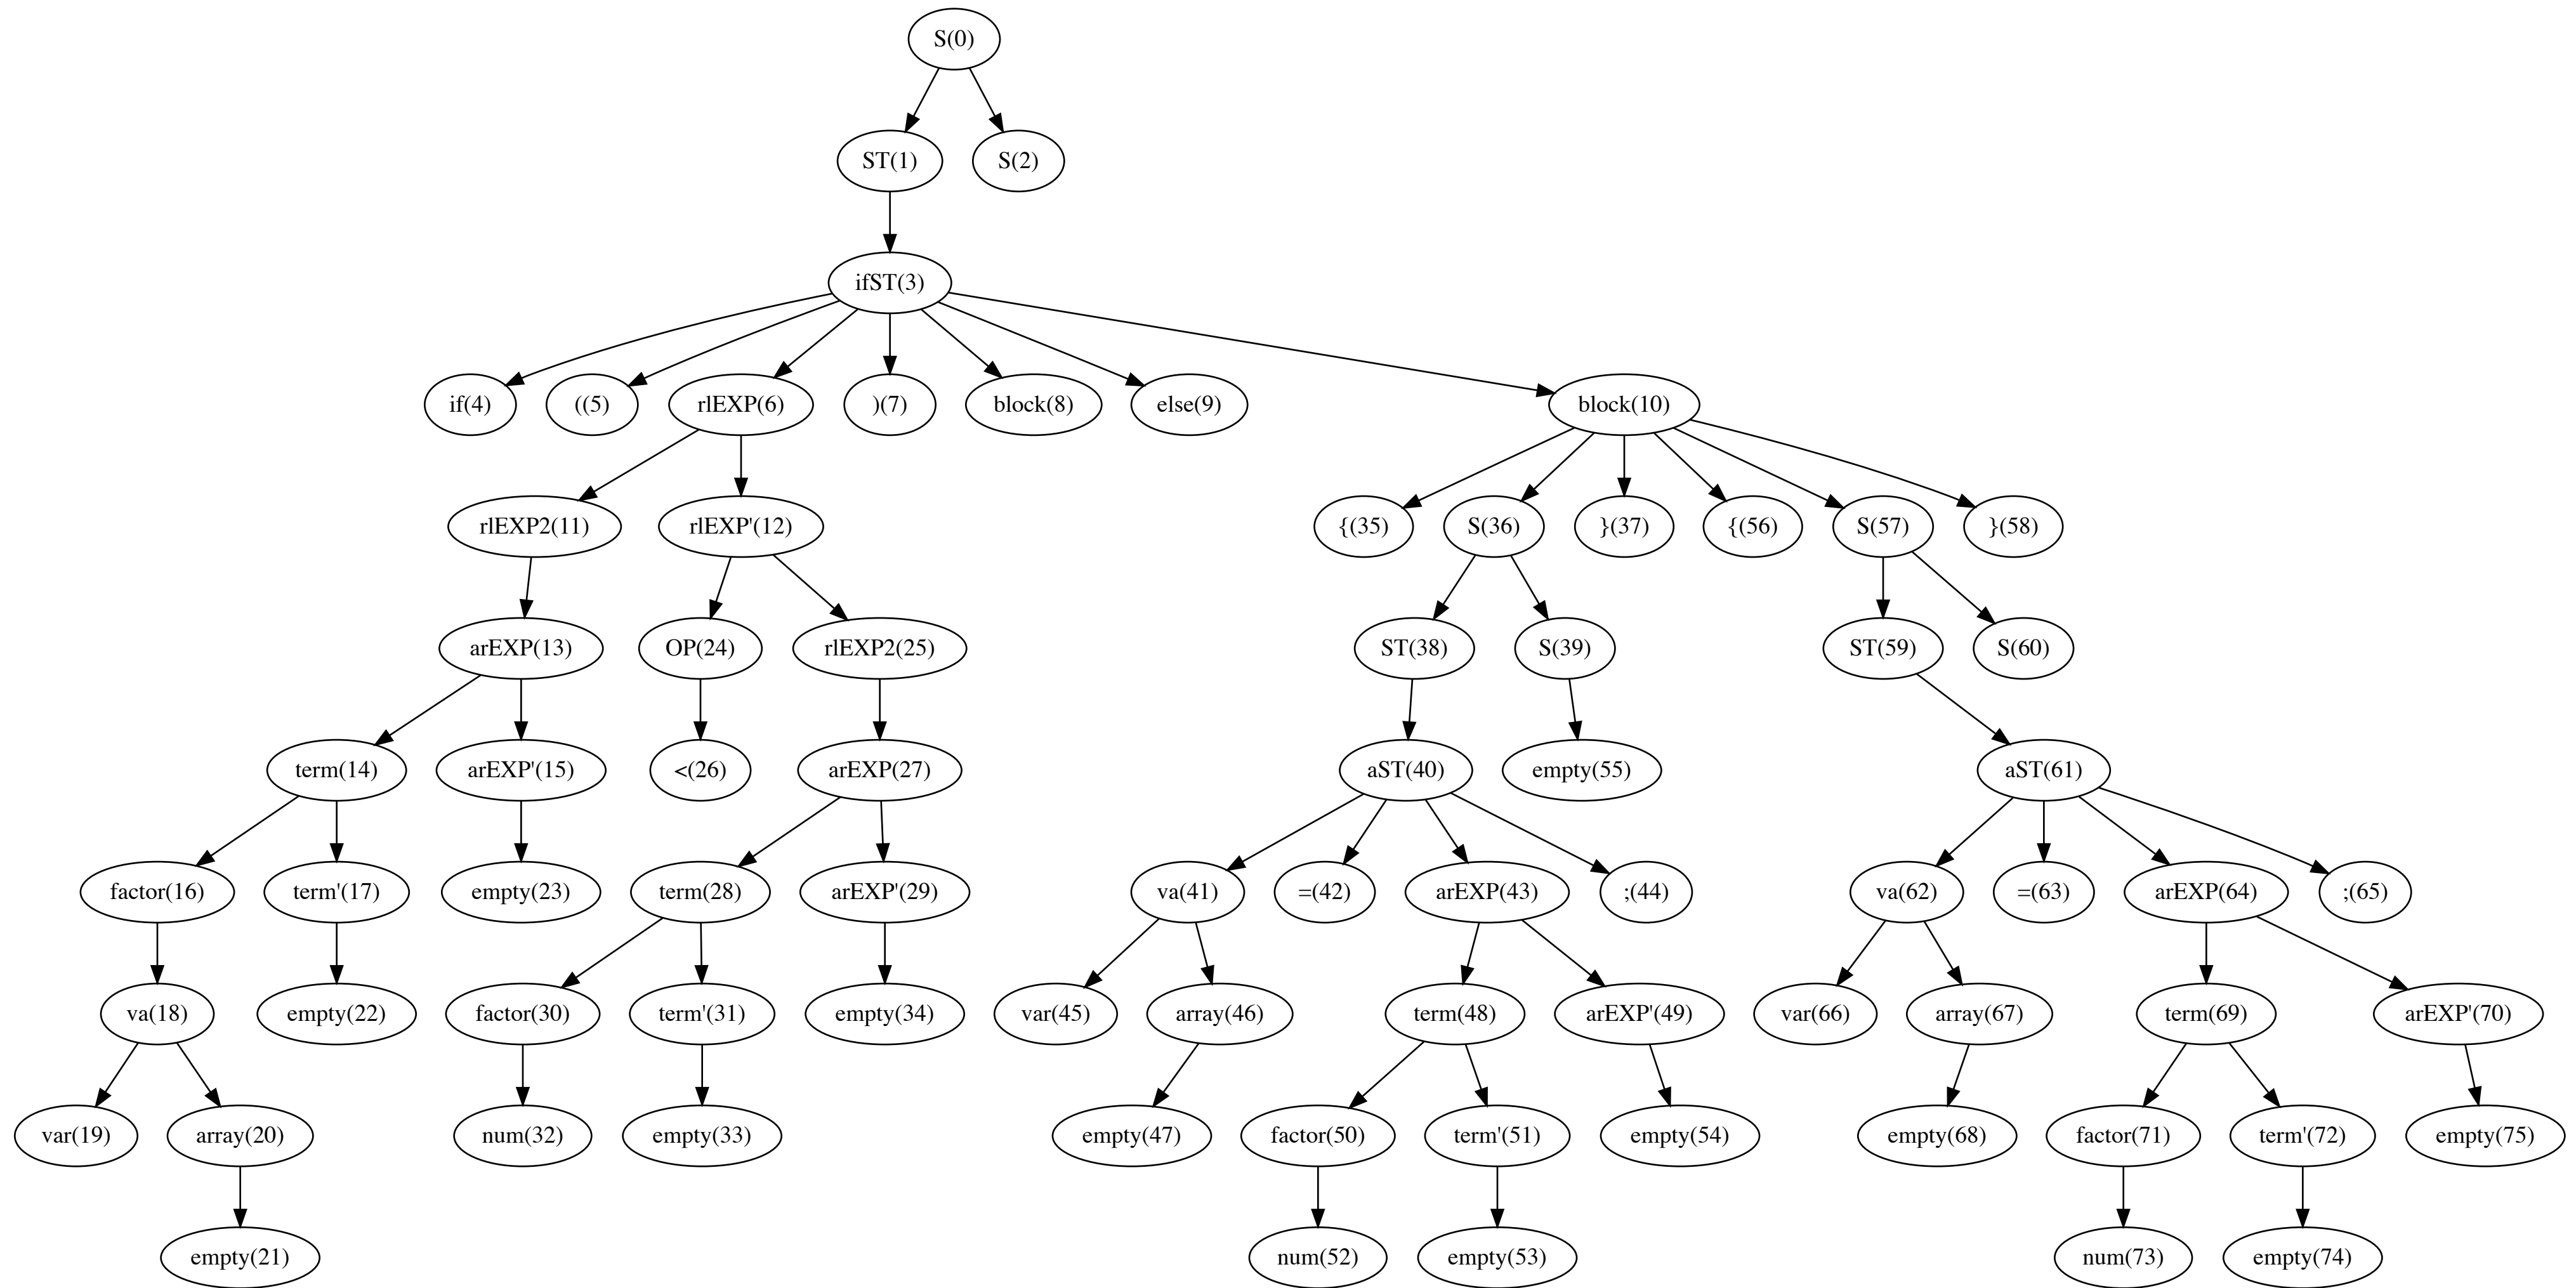 S(0)
ST(1) S(2)
ifST(3)
if(4) ((5) rlEXP(6) )(7) block(8) else(9) block(10)
rlEXP2(11) rlEXP'(12) {(35) S(36) }(37) {(56) S(57) }(58)
arEXP(13) OP(24) rlEXP2(25) ST(38) S(39) ST(59) S(60)
term(14) arEXP'(15) <(26) arEXP(27) aST(40) empty(55) aST(61)
factor(16) term'(17) empty(23) term(28) arEXP'(29) va(41) =(42) arEXP(43) ;(44) va(62) =(63) arEXP(64) ;(65)
va(18) empty(22) factor(30) term'(31) empty(34) var(45) array(46) term(48) arEXP'(49) var(66) array(67) term(69) arEXP'(70)
var(19) array(20) num(32) empty(33) empty(47) factor(50) term'(51) empty(54) empty(68) factor(71) term'(72) empty(75)
empty(21) num(52) empty(53) num(73) empty(74)